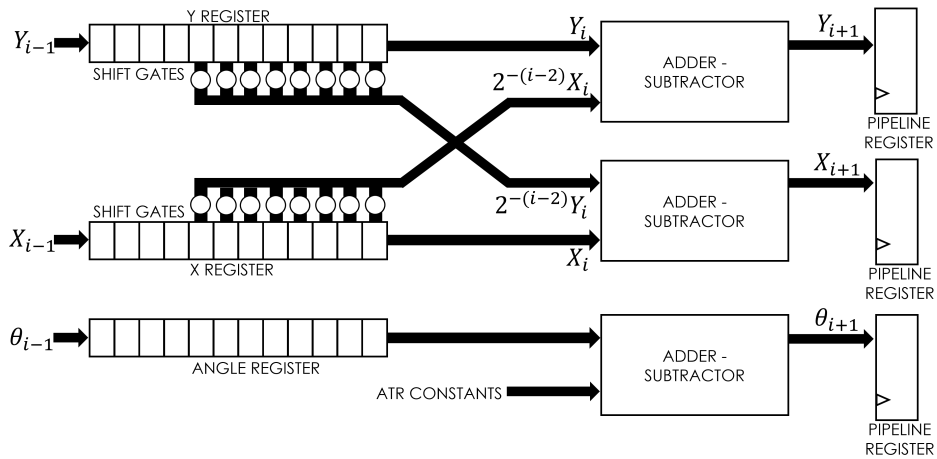 Y REGISTER
Y_{i-1}
SHIFT GATES
Y_i
2^{-(i-2)}X_i
ADDER -
SUBTRACTOR
Y_{i+1}
PIPELINE
REGISTER
SHIFT GATES
X_{i-1}
X REGISTER
2^{-(i-2)}Y_i
X_i
ADDER -
SUBTRACTOR
X_{i+1}
PIPELINE
REGISTER
θ_{i-1}
ANGLE REGISTER
ATR CONSTANTS
ADDER -
SUBTRACTOR
θ_{i+1}
PIPELINE
REGISTER